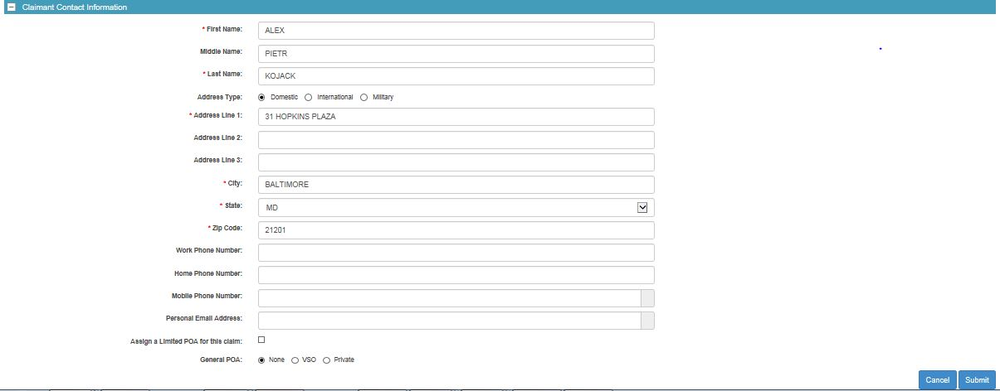 Claimant Contact Information
* First Name: ALEX
Middle Name: PIETR
* Last Name: KOJACK
Address Type: Domestic International Military
* Address Line 1: 31 HOPKINS PLAZA
Address Line 2:
Address Line 3:
* City: BALTIMORE
* State: MD
* Zip Code: 21201
Work Phone Number:
Home Phone Number:
Mobile Phone Number:
Personal Email Address:
Assign a Limited POA for this claim:
General POA: None VSO Private
Cancel Submit